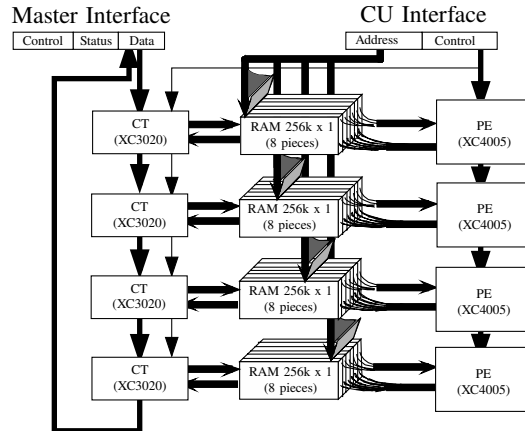 Master Interface
CU Interface
Control Status Data
Address Control
CT
(XC3020)
RAM 256k x 1
(8 pieces)
PE
(XC4005)
CT
(XC3020)
RAM 256k x 1
(8 pieces)
PE
(XC4005)
CT
(XC3020)
RAM 256k x 1
(8 pieces)
PE
(XC4005)
CT
(XC3020)
RAM 256k x 1
(8 pieces)
PE
(XC4005)